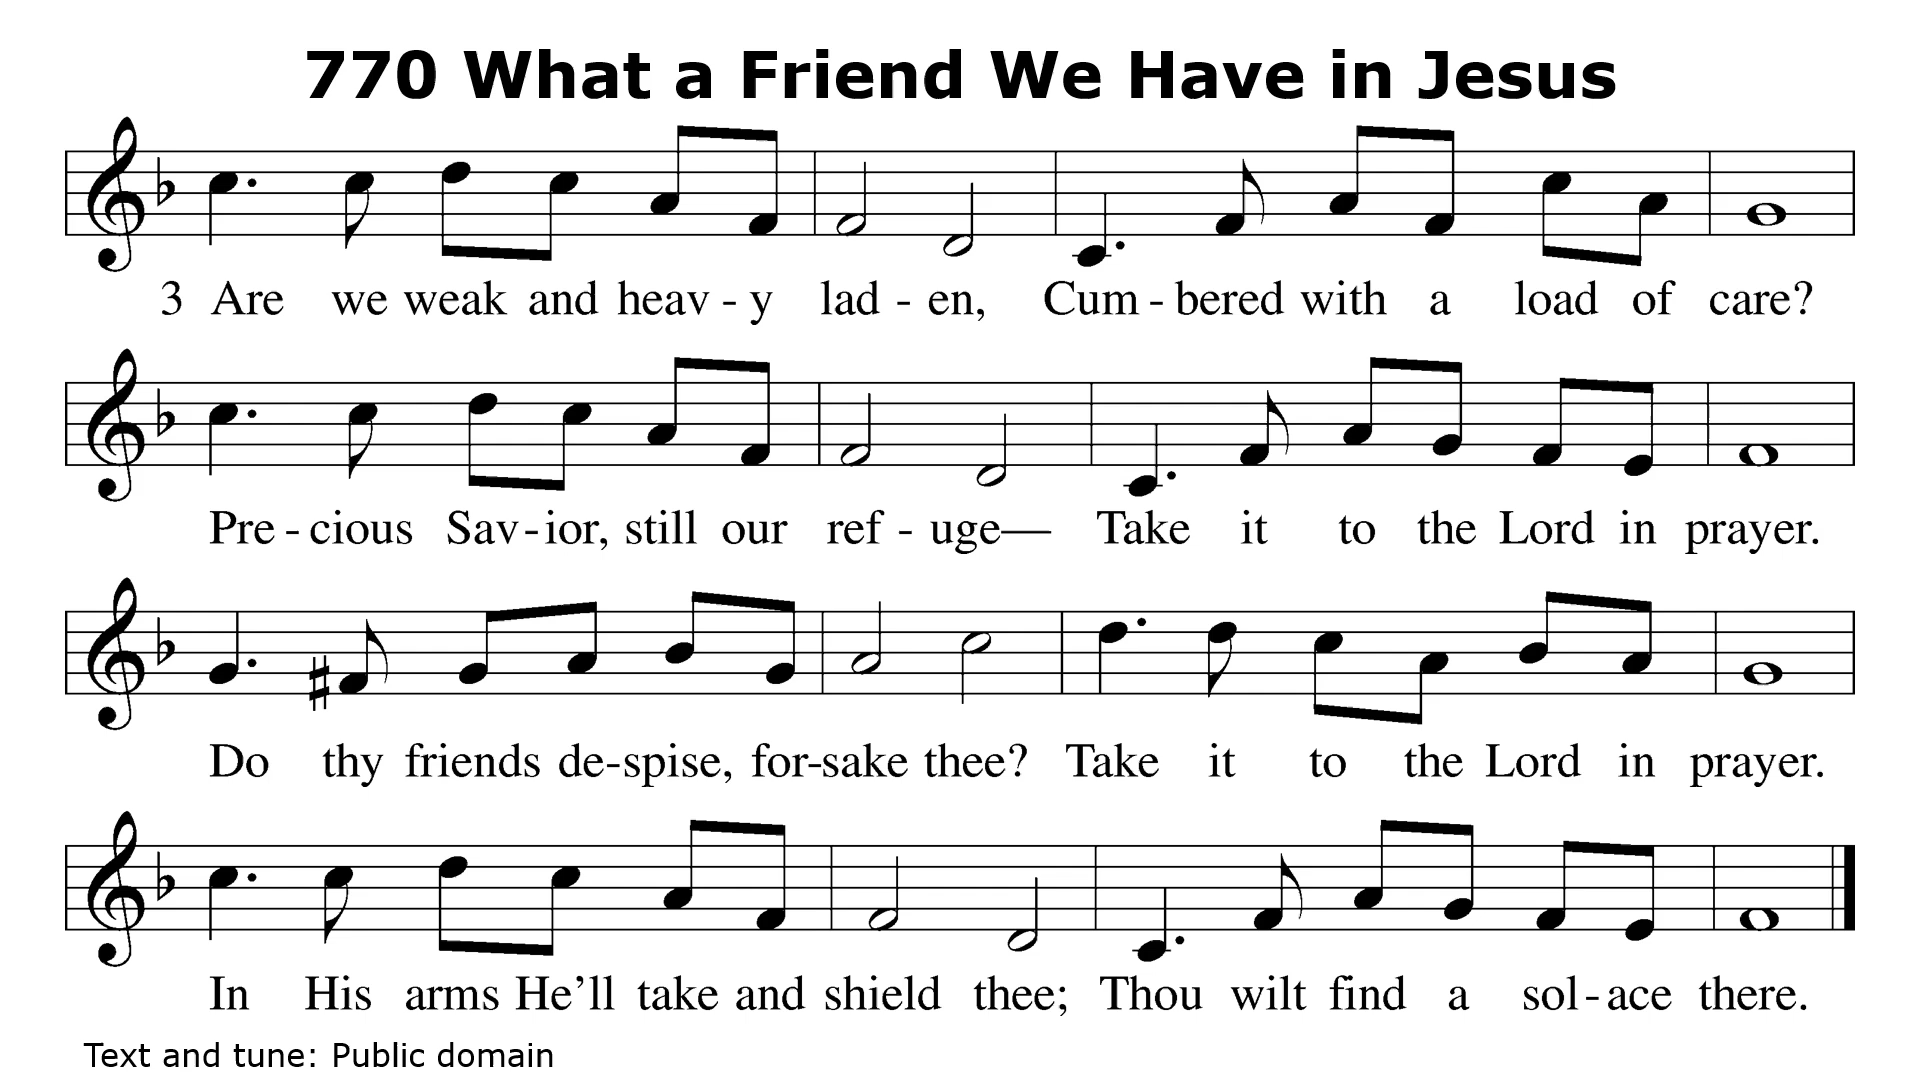 770 What a Friend We Have in Jesus
3 Are we weak and heav - y lad - en, Cum - bered with a load of care?
Pre - cious Sav - ior, still our ref - uge— Take it to the Lord in prayer.
Do thy friends de-spise, for-sake thee? Take it to the Lord in prayer.
In His arms He’ll take and shield thee; Thou wilt find a sol - ace there.
Text and tune: Public domain